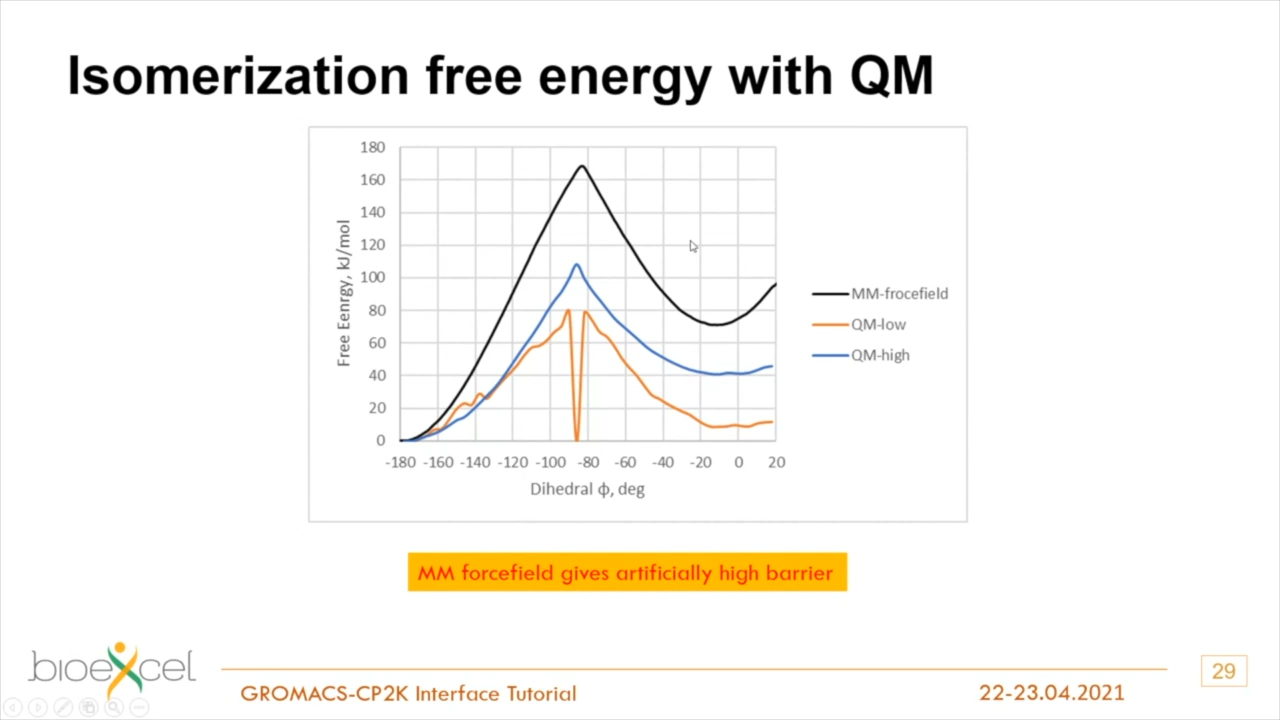 Isomerization free energy with QM
180
160
140
120
100
80
60
40
20
0
Free Eenrgy, kJ/mol
-180 -160 -140 -120 -100 -80 -60 -40 -20 0 20
Dihedral ϕ, deg
MM-frocefield
QM-low
QM-high
MM forcefield gives artificially high barrier
bioexcel
GROMACS-CP2K Interface Tutorial
22-23.04.2021
29